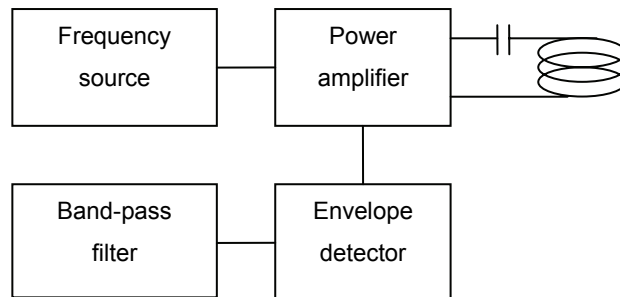 Frequency
source
Power
amplifier
Band-pass
filter
Envelope
detector